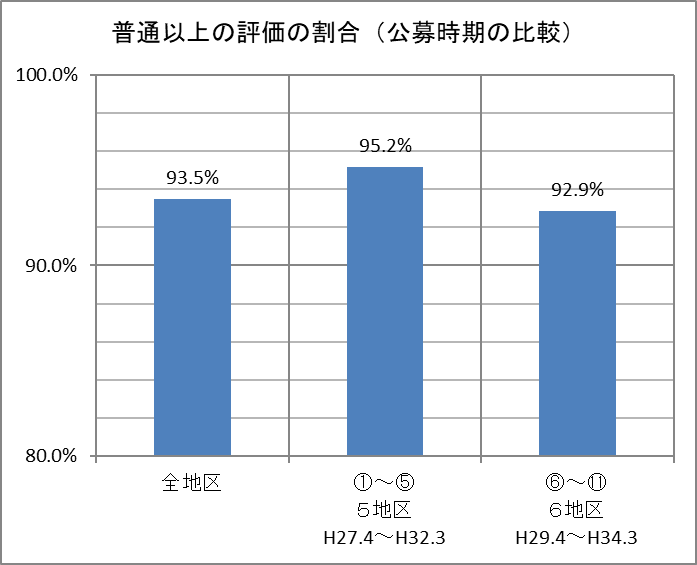 普通以上の評価の割合（公募時期の比較）
100.0%
90.0%
80.0%
93.5%
95.2%
92.9%
全地区
①～⑤
５地区
H27.4～H32.3
⑥～⑪
６地区
H29.4～H34.3